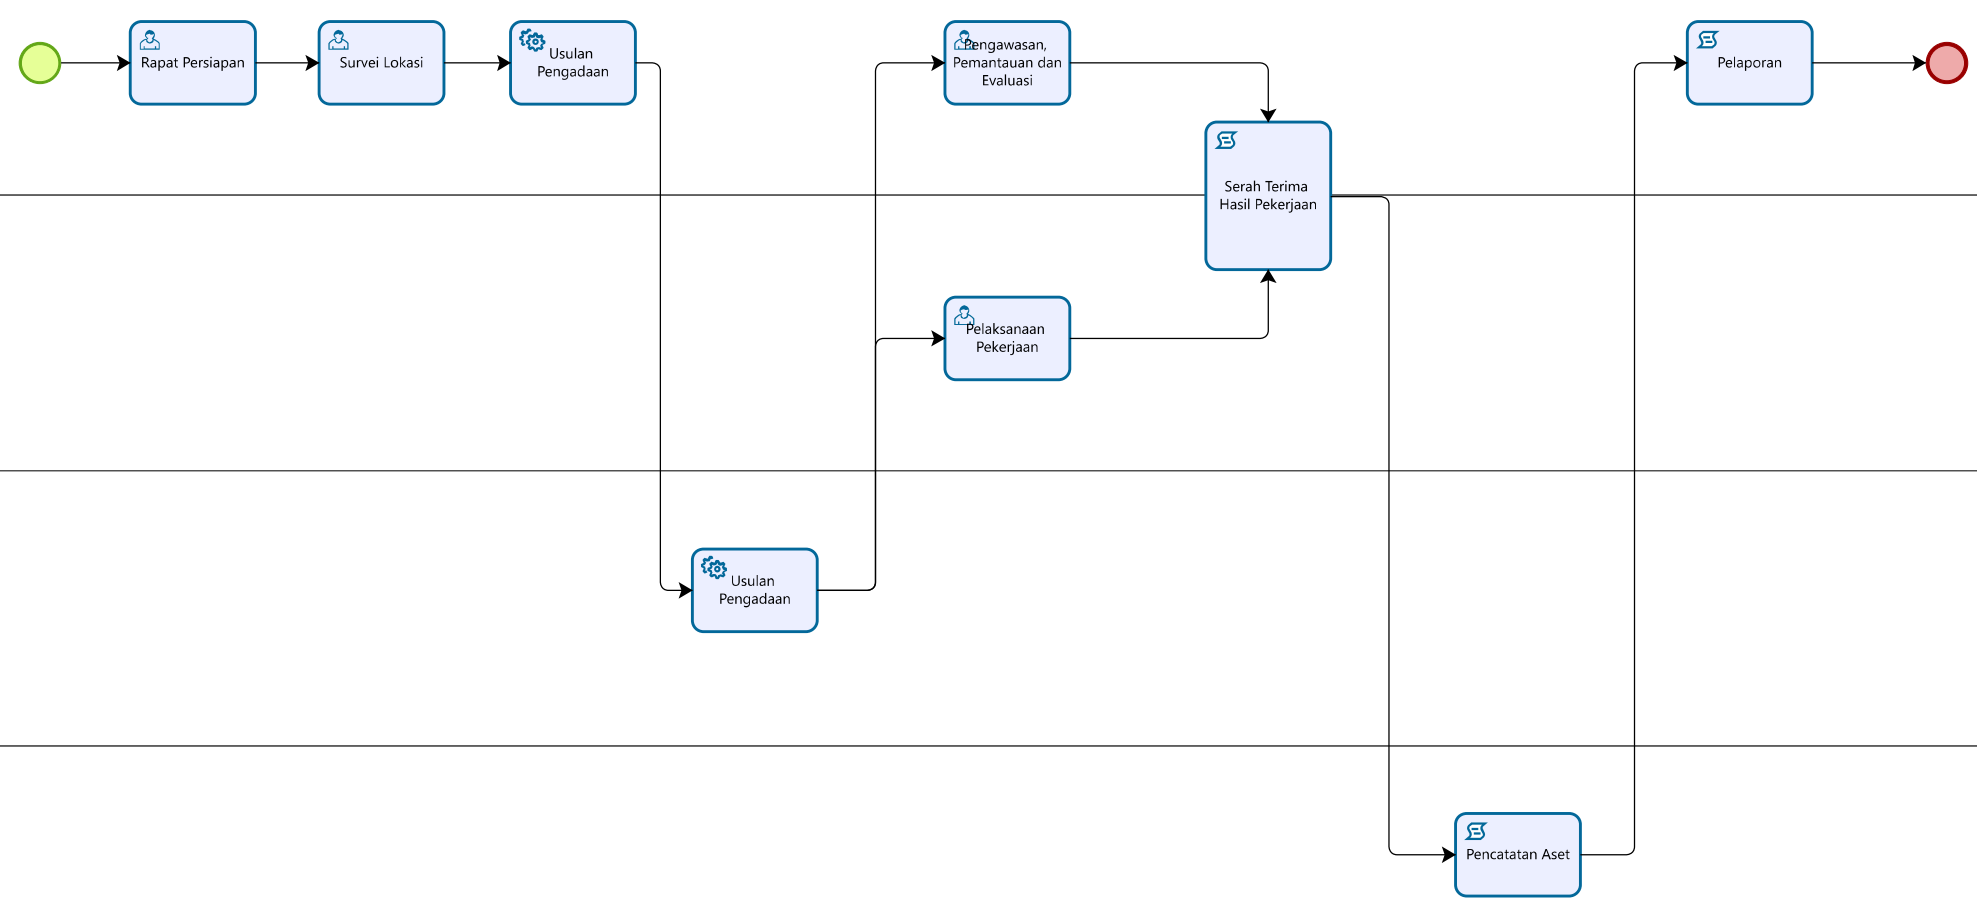 Rapat Persiapan
Survei Lokasi
Usulan
Pengadaan
Pengawasan,
Pemantauan dan
Evaluasi
Pelaporan
Serah Terima
Hasil Pekerjaan
Pelaksanaan
Pekerjaan
Usulan
Pengadaan
Pencatatan Aset